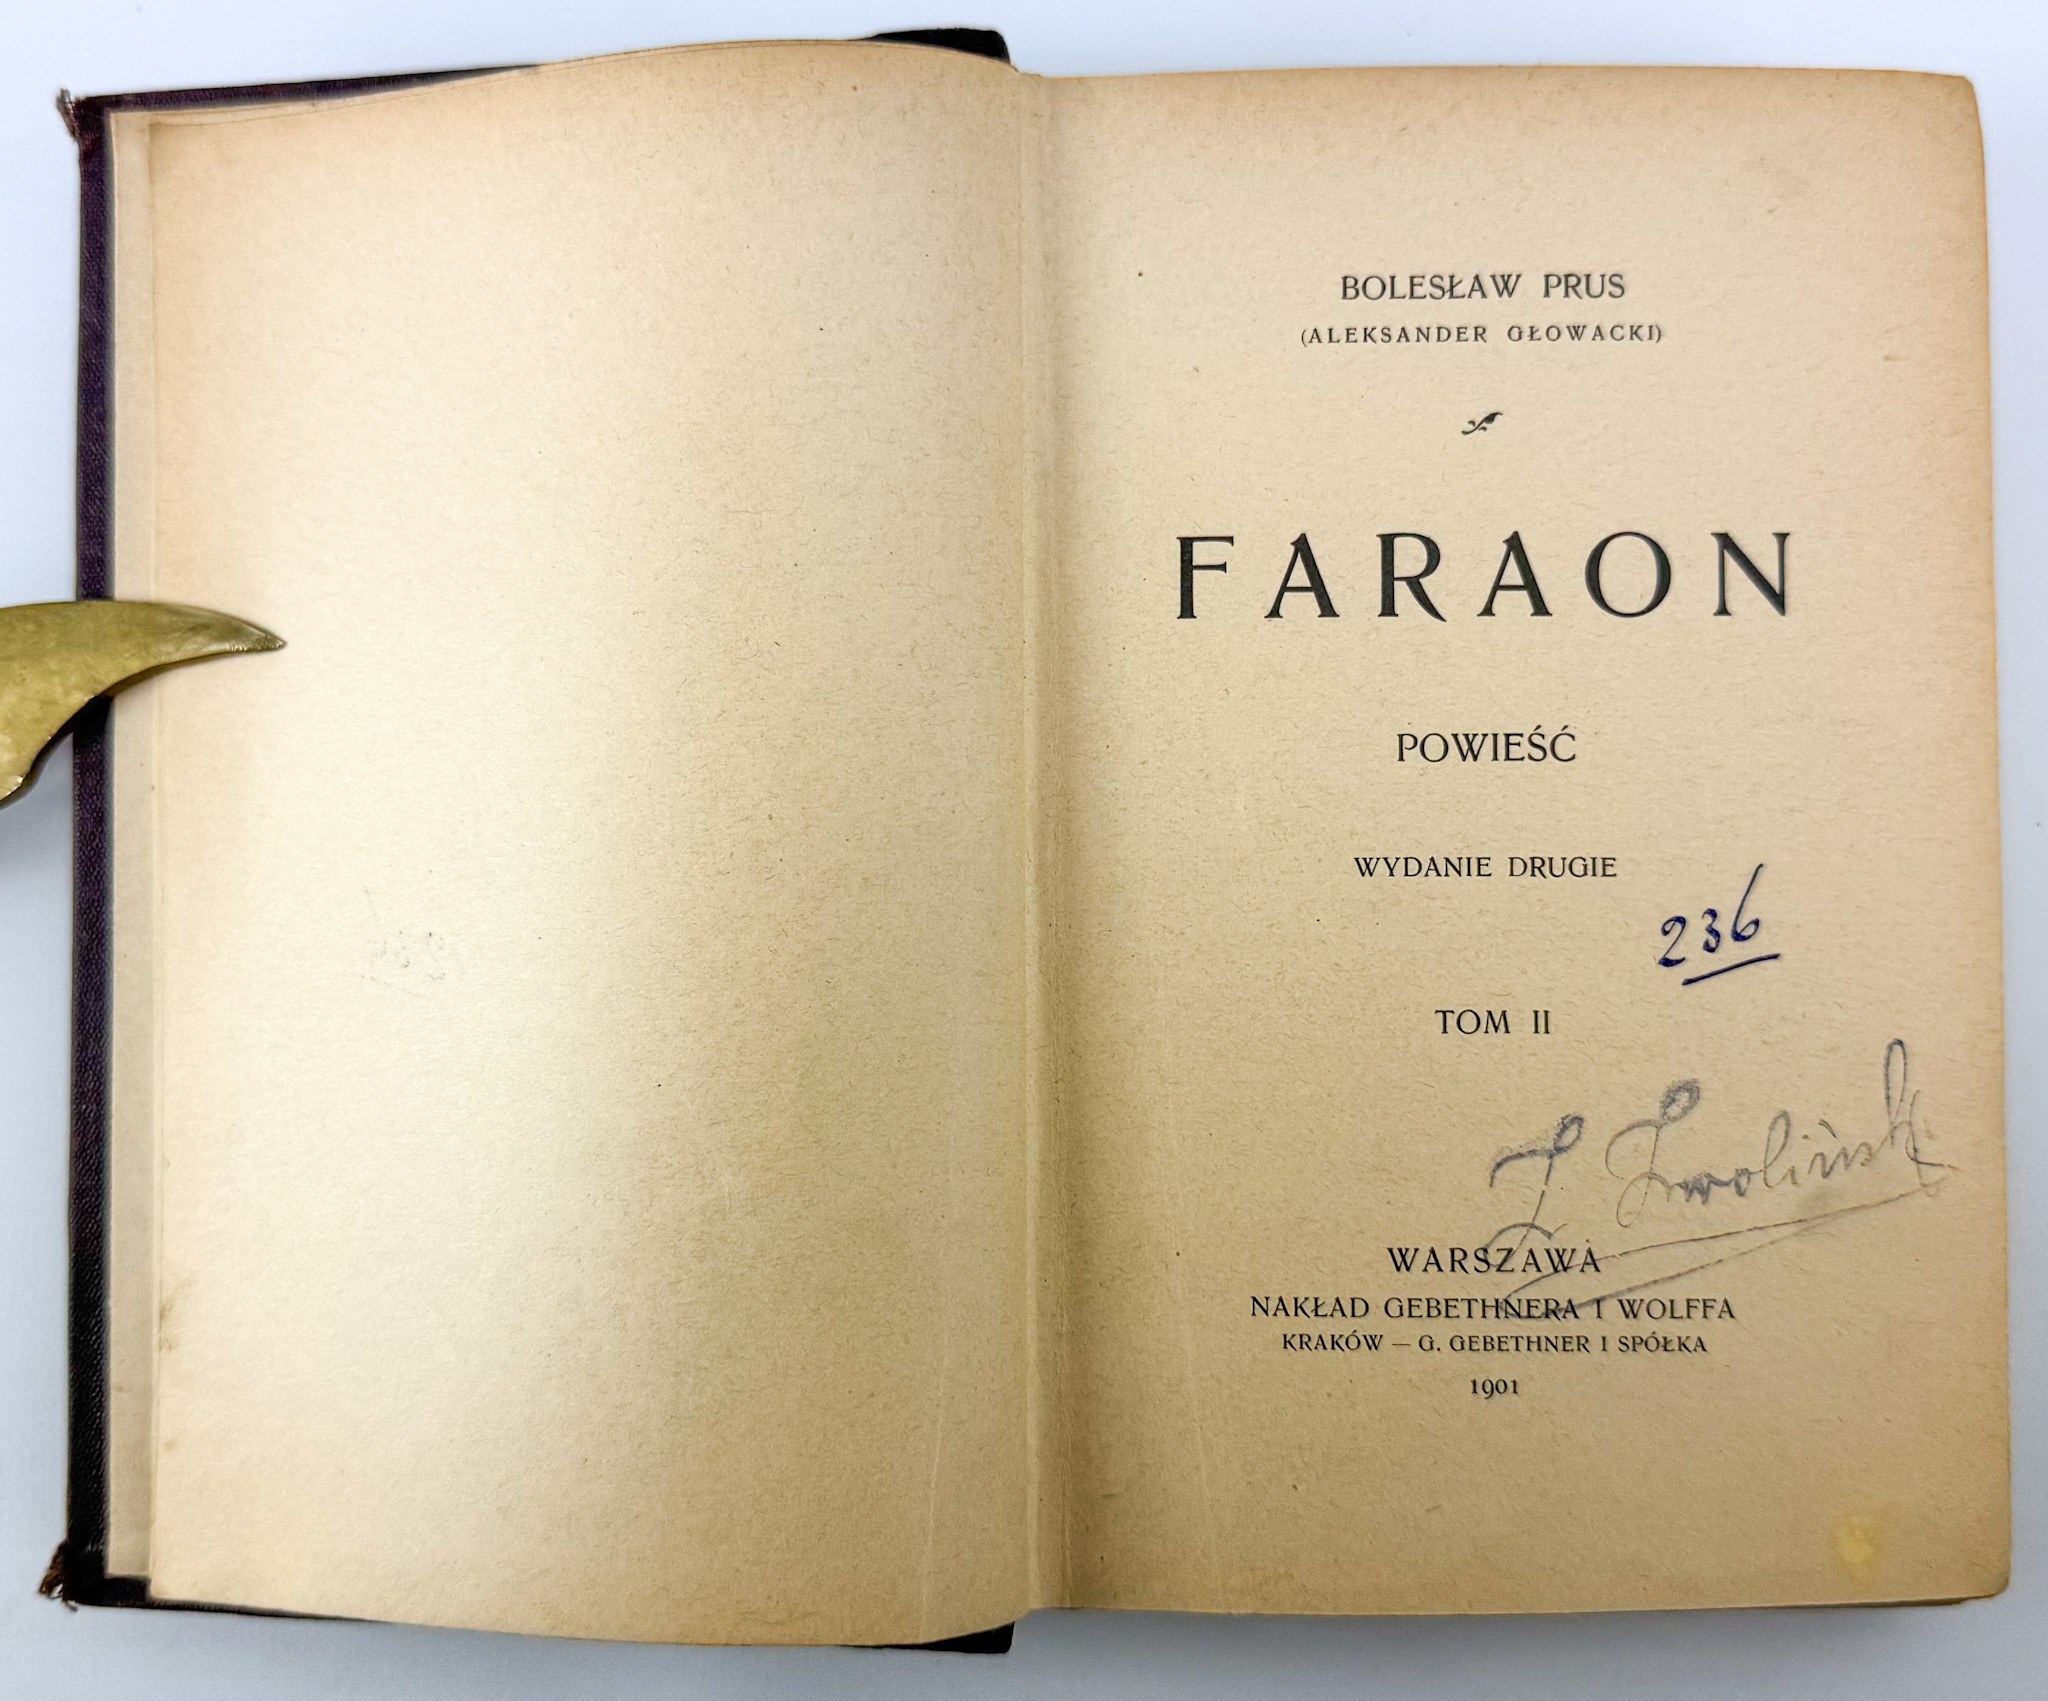 BOLESŁAW PRUS
(ALEKSANDER GŁOWACKI)
FARAON
POWIEŚĆ
WYDANIE DRUGIE
236
TOM II
WARSZAWA
NAKŁAD GEBETHNERA I WOLFFA
KRAKÓW — G. GEBETHNER I SPÓŁKA
1901